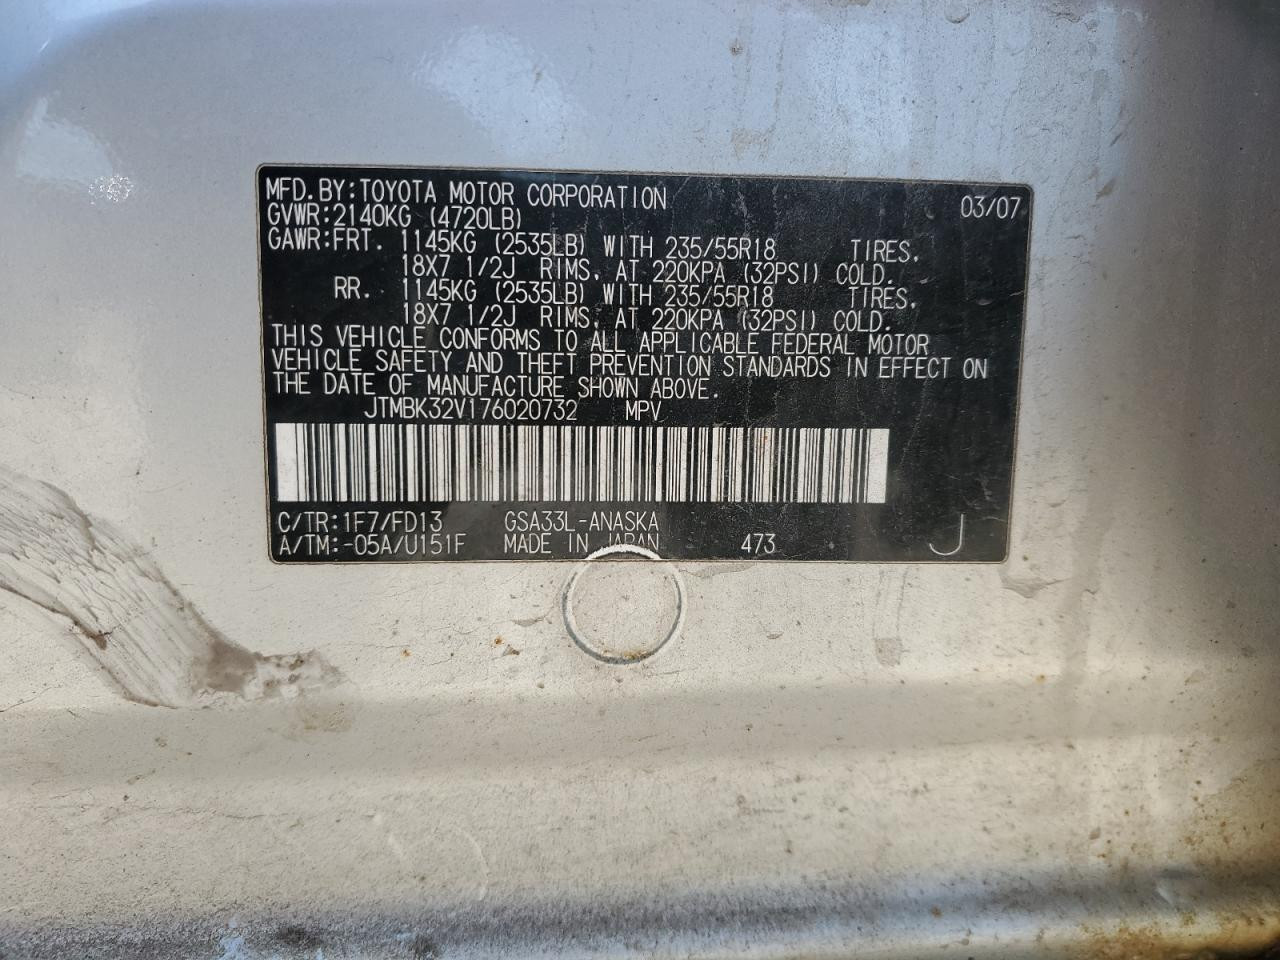 MFD.BY:TOYOTA MOTOR CORPORATION 03/07
GVWR:2140KG (4720LB)
GAWR:FRT. 1145KG (2535LB) WITH 235/55R18 TIRES,
18X7 1/2J RIMS, AT 220KPA (32PSI) COLD.
RR. 1145KG (2535LB) WITH 235/55R18 TIRES,
18X7 1/2J RIMS, AT 220KPA (32PSI) COLD.
THIS VEHICLE CONFORMS TO ALL APPLICABLE FEDERAL MOTOR
VEHICLE SAFETY AND THEFT PREVENTION STANDARDS IN EFFECT ON
THE DATE OF MANUFACTURE SHOWN ABOVE.
JTMBK32V176020732 MPV
C/TR:1F7/FD13 GSA33L-ANASKA
A/TM:-05A/U151F MADE IN JAPAN 473 J